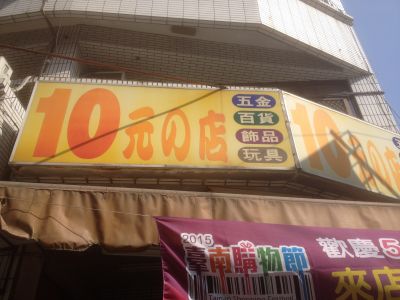 10元の店
五金
百貨
飾品
玩具
10元の店
2015
臺南購物節
歡慶5
來店